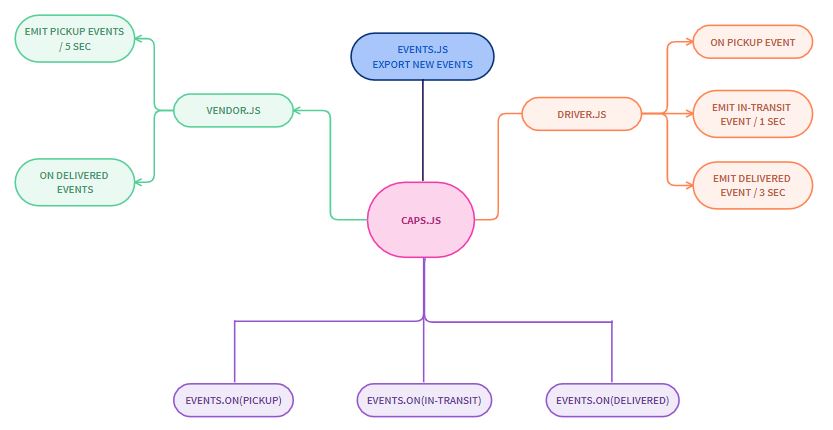 EMIT PICKUP EVENTS
/ 5 SEC
EVENTS.JS
EXPORT NEW EVENTS
ON PICKUP EVENT
VENDOR.JS
DRIVER.JS
EMIT IN-TRANSIT
EVENT / 1 SEC
ON DELIVERED
EVENTS
EMIT DELIVERED
EVENT / 3 SEC
CAPS.JS
EVENTS.ON(PICKUP)
EVENTS.ON(IN-TRANSIT)
EVENTS.ON(DELIVERED)